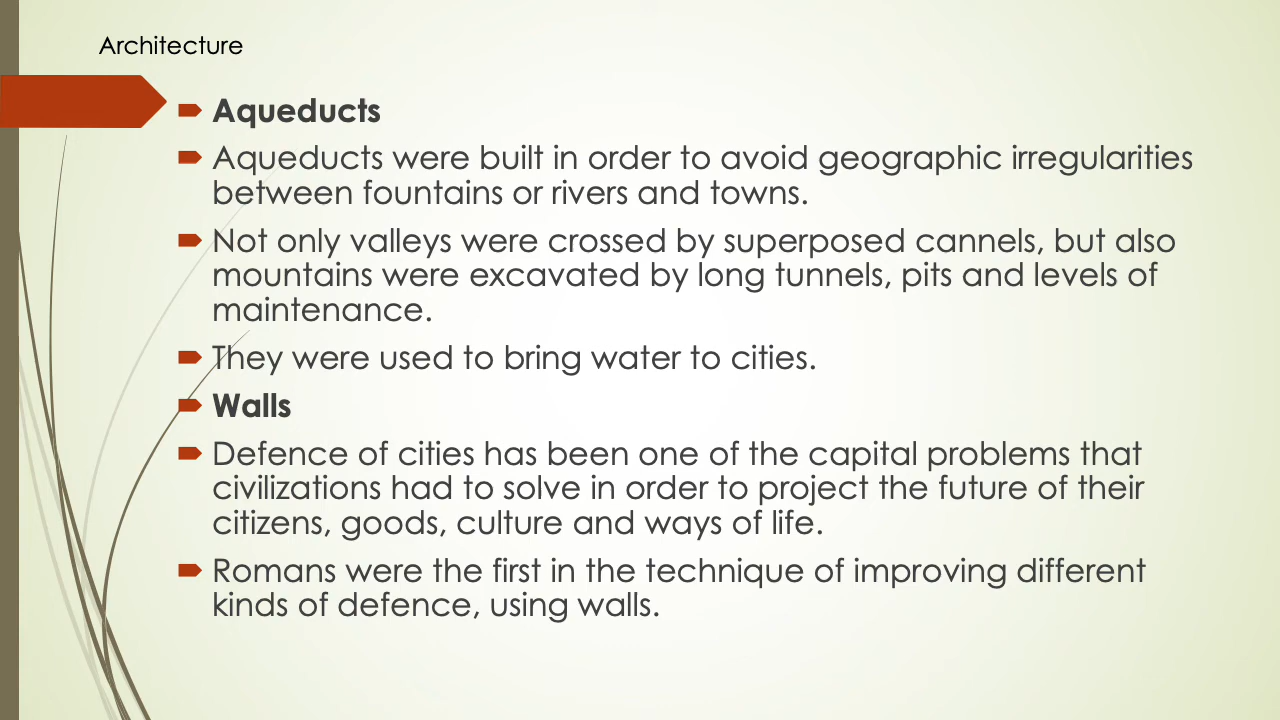 Architecture
Aqueducts
Aqueducts were built in order to avoid geographic irregularities
between fountains or rivers and towns.
Not only valleys were crossed by superposed cannels, but also
mountains were excavated by long tunnels, pits and levels of
maintenance.
They were used to bring water to cities.
Walls
Defence of cities has been one of the capital problems that
civilizations had to solve in order to project the future of their
citizens, goods, culture and ways of life.
Romans were the first in the technique of improving different
kinds of defence, using walls.